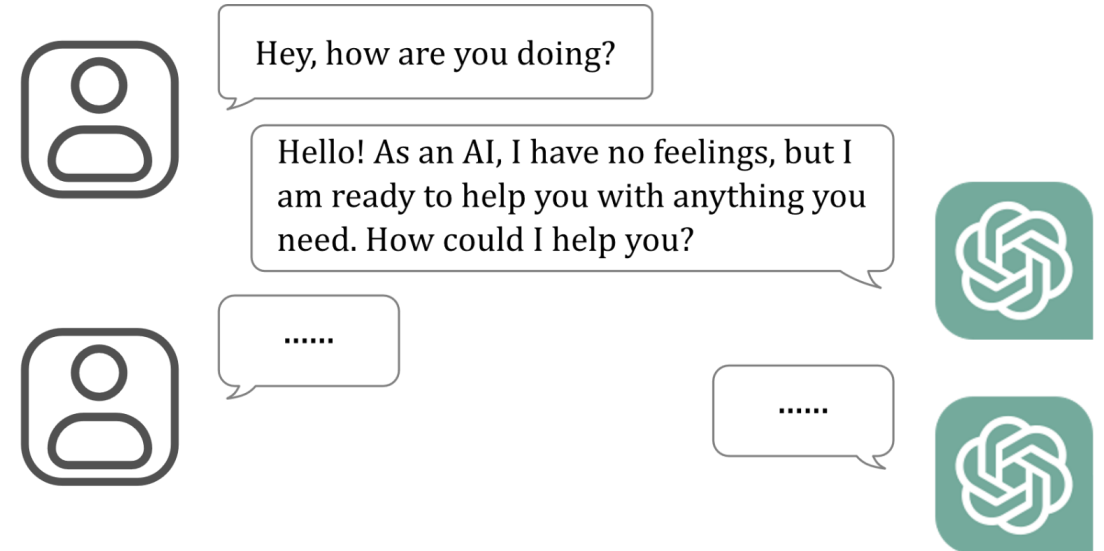 Hey, how are you doing?
Hello! As an AI, I have no feelings, but I
am ready to help you with anything you
need. How could I help you?
......
......